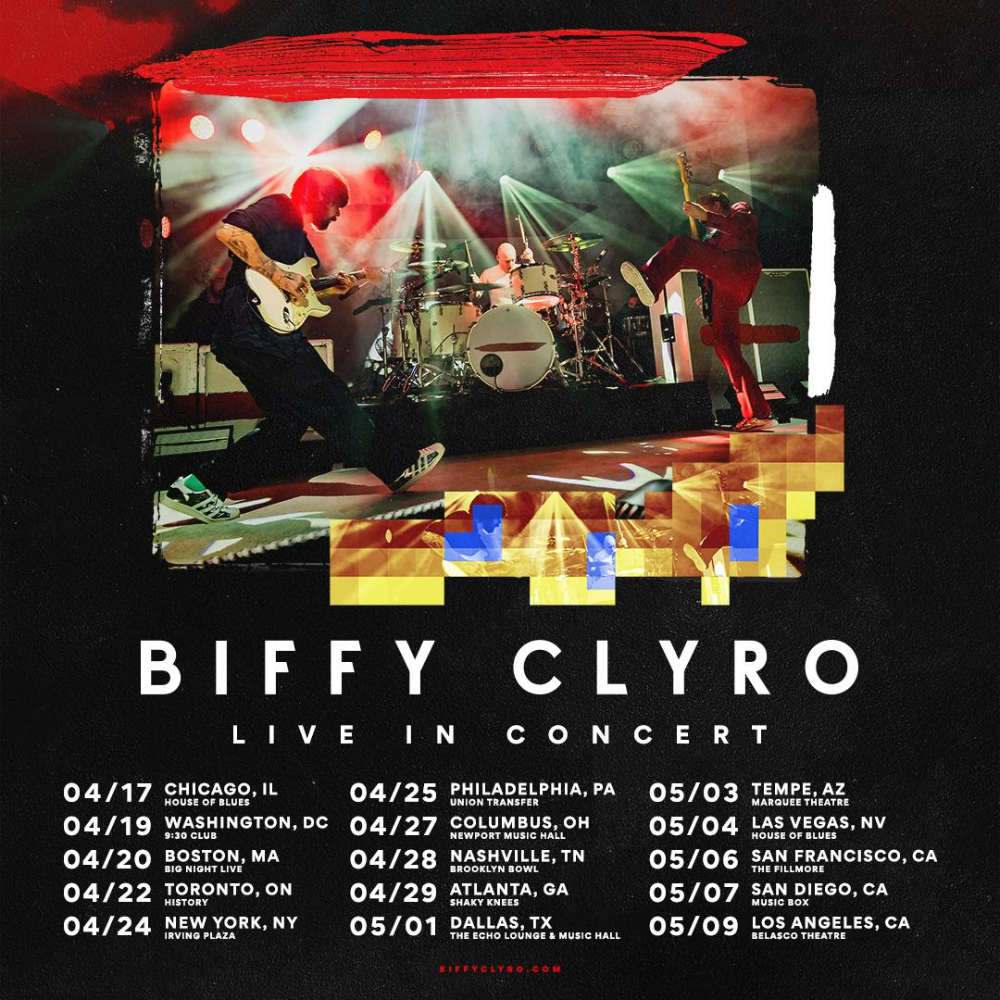 BIFFY CLYRO
LIVE IN CONCERT
04/17 CHICAGO, IL
HOUSE OF BLUES
04/19 WASHINGTON, DC
9:30 CLUB
04/20 BOSTON, MA
BIG NIGHT LIVE
04/22 TORONTO, ON
HISTORY
04/24 NEW YORK, NY
IRVING PLAZA
04/25 PHILADELPHIA, PA
UNION TRANSFER
04/27 COLUMBUS, OH
NEWPORT MUSIC HALL
04/28 NASHVILLE, TN
BROOKLYN BOWL
04/29 ATLANTA, GA
SHAKY KNEES
05/01 DALLAS, TX
THE ECHO LOUNGE & MUSIC HALL
05/03 TEMPE, AZ
MARQUEE THEATRE
05/04 LAS VEGAS, NV
HOUSE OF BLUES
05/06 SAN FRANCISCO, CA
THE FILLMORE
05/07 SAN DIEGO, CA
MUSIC BOX
05/09 LOS ANGELES, CA
BELASCO THEATRE
BIFFYCLYRO.COM